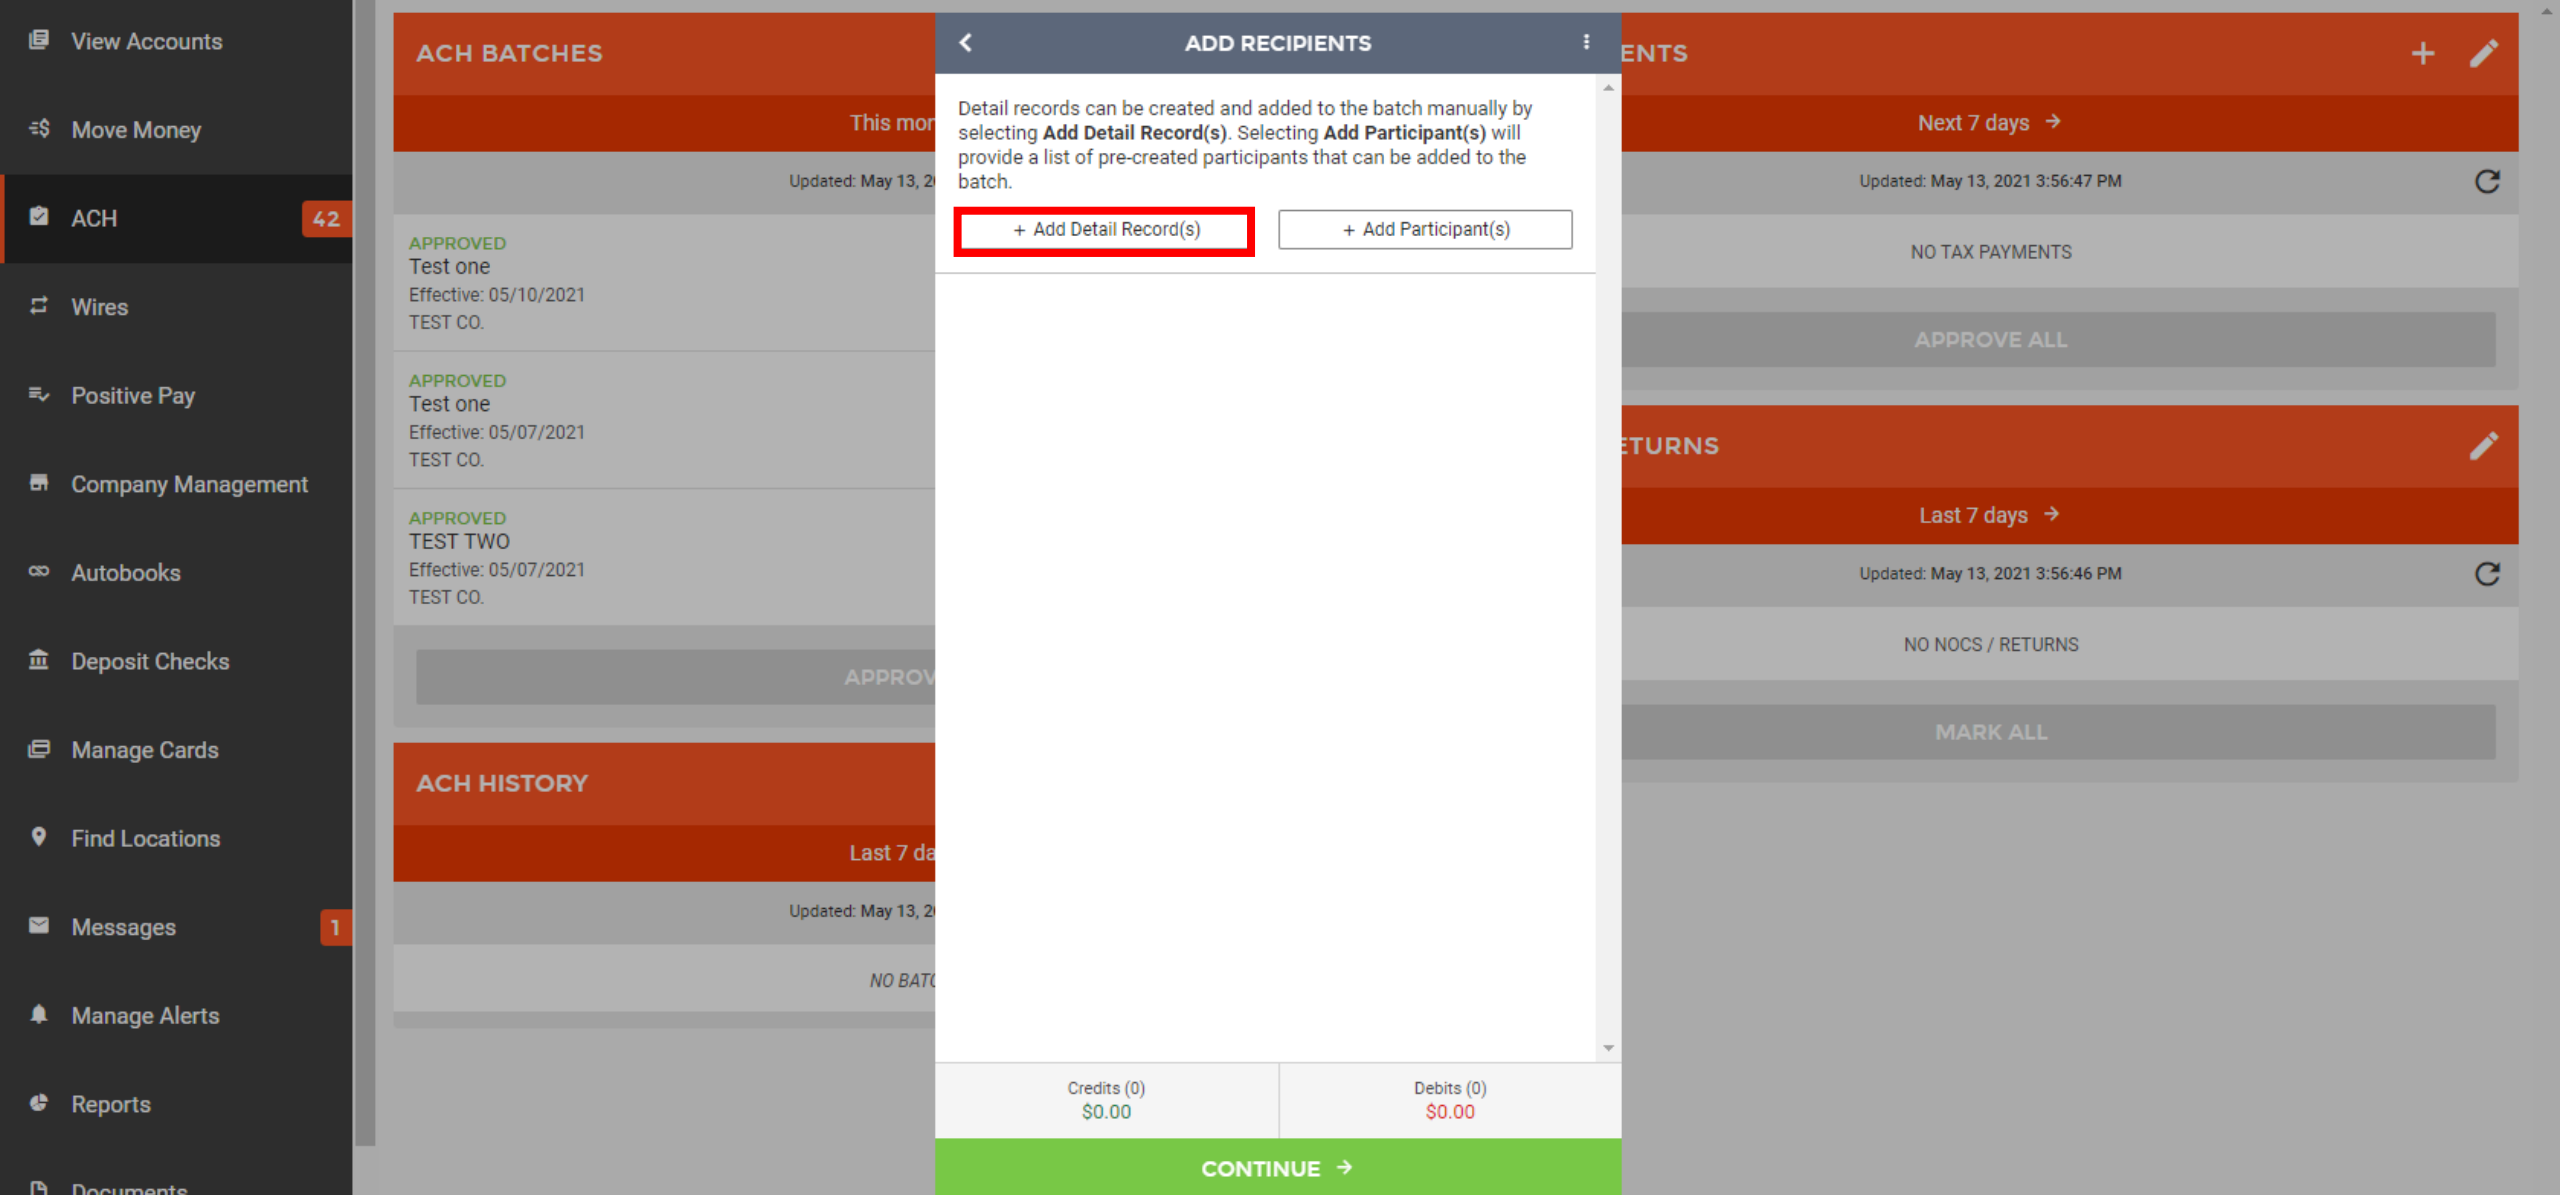 View Accounts
Move Money
ACH
42
Wires
Positive Pay
Company Management
Autobooks
Deposit Checks
Manage Cards
Find Locations
Messages
1
Manage Alerts
Reports
Documents
ACH BATCHES
This mon
Updated: May 13, 2
APPROVED
Test one
Effective: 05/10/2021
TEST CO.
APPROVED
Test one
Effective: 05/07/2021
TEST CO.
APPROVED
TEST TWO
Effective: 05/07/2021
TEST CO.
APPROV
ACH HISTORY
Last 7 da
Updated: May 13, 2
NO BATC
ADD RECIPIENTS
Detail records can be created and added to the batch manually by
selecting Add Detail Record(s). Selecting Add Participant(s) will
provide a list of pre-created participants that can be added to the
batch.
+ Add Detail Record(s)
+ Add Participant(s)
Credits (0)
$0.00
Debits (0)
$0.00
CONTINUE →
ENTS
Next 7 days →
Updated: May 13, 2021 3:56:47 PM
NO TAX PAYMENTS
APPROVE ALL
ETURNS
Last 7 days →
Updated: May 13, 2021 3:56:46 PM
NO NOCS / RETURNS
MARK ALL